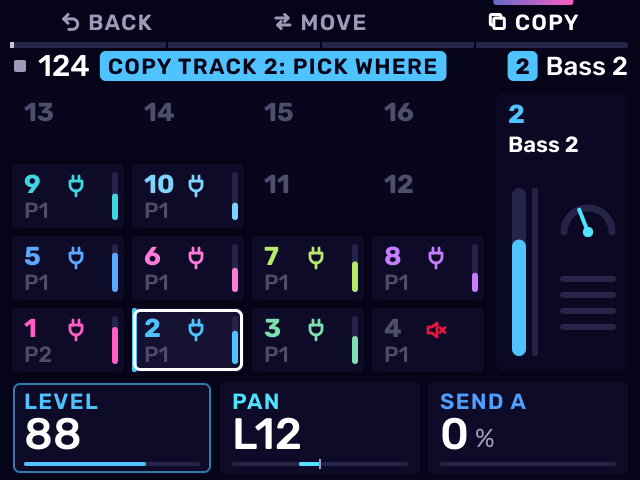 BACK MOVE COPY
124 COPY TRACK 2: PICK WHERE 2 Bass 2
13 14 15 16
2
Bass 2
9 10 11 12
P1 P1
5 6 7 8
P1 P1 P1 P1
1 2 3 4
P2 P1 P1 P1
LEVEL PAN SEND A
88 L12 0 %